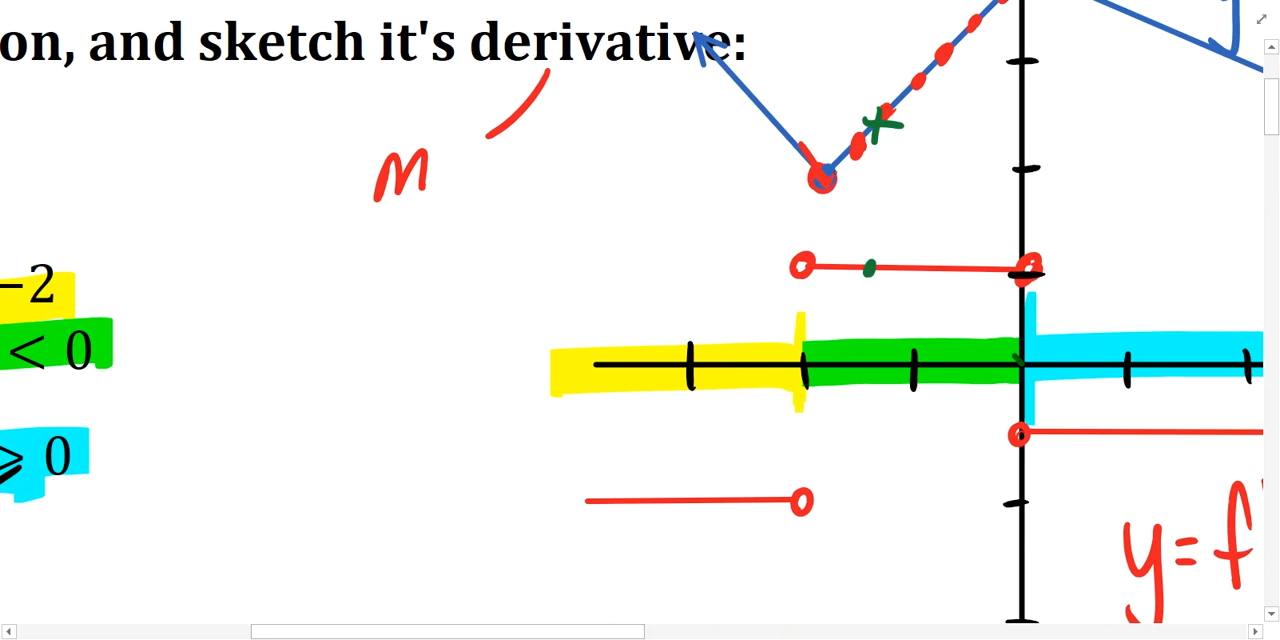 on, and sketch it's derivative:
m
-2
< 0
⩾ 0
y = f